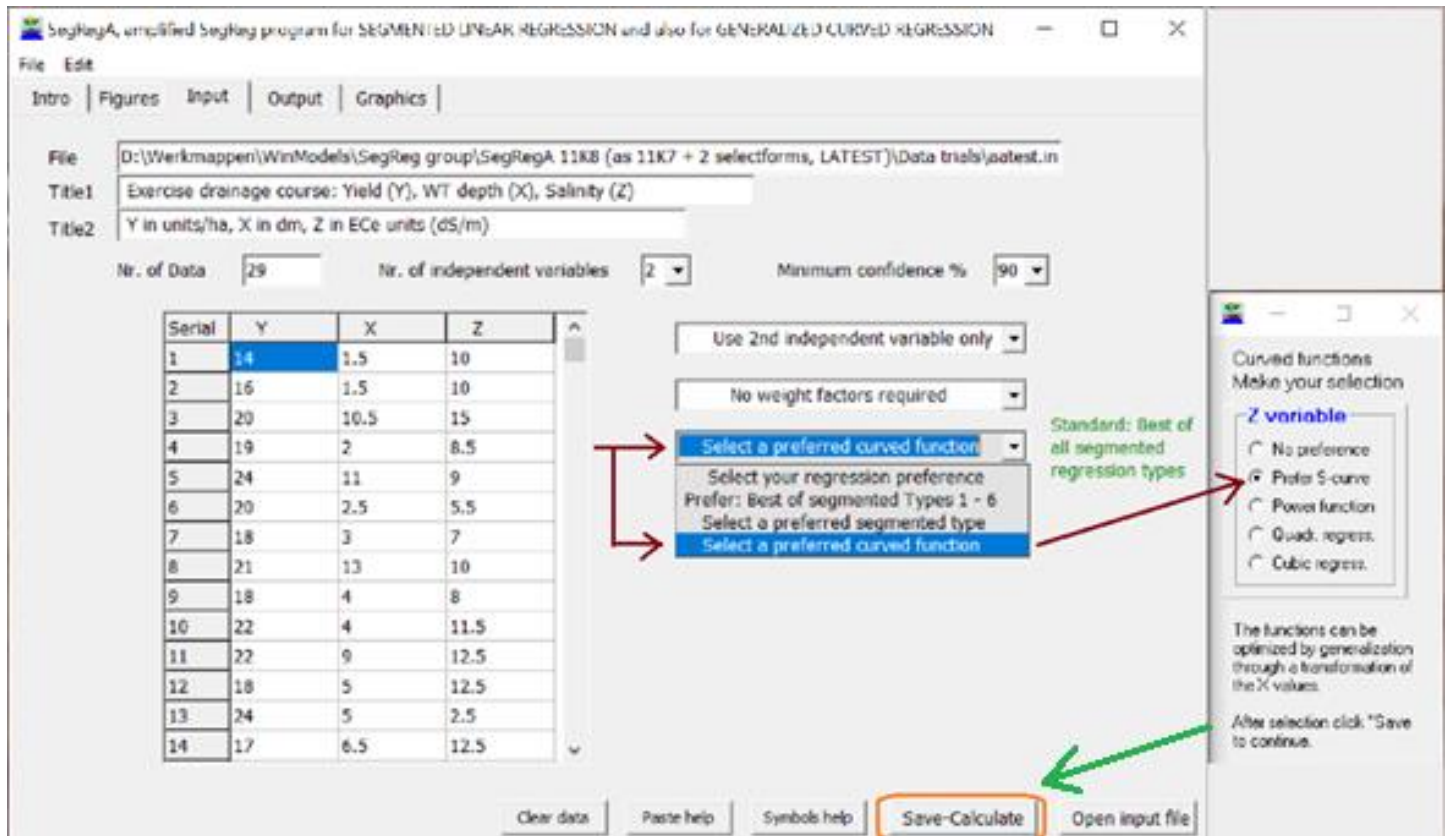 SegRegA, amplified SegReg program for SEGMENTED LINEAR REGRESSION and also for GENERALIZED CURVED REGRESSION
File Edit
Intro Figures Input Output Graphics
File D:\Werkmappen\WinModels\SegReg group\SegRegA 11K8 (as 11K7 + 2 selectforms, LATEST)\Data trials\aatest.in
Title1 Exercise drainage course: Yield (Y), WT depth (X), Salinity (Z)
Title2 Y in units/ha, X in dm, Z in ECe units (dS/m)
Nr. of Data 29 Nr. of independent variables 2 Minimum confidence % 90
Serial Y X Z
1 14 1.5 10
2 16 1.5 10
3 20 10.5 15
4 19 2 8.5
5 24 11 9
6 20 2.5 5.5
7 18 3 7
8 21 13 10
9 18 4 8
10 22 4 11.5
11 22 9 12.5
12 18 5 12.5
13 24 5 2.5
14 17 6.5 12.5
Use 2nd independent variable only
No weight factors required
Select a preferred curved function
Select your regression preference
Prefer: Best of segmented Types 1 - 6
Select a preferred segmented type
Select a preferred curved function
Standard: Best of
all segmented
regression types
Curved functions
Make your selection
Z variable
No preference
Prefer S-curve
Power function
Quadr. regress.
Cubic regress.
The functions can be
optimized by generalization
through a transformation of
the X values.
After selection click "Save
to continue.
Clear data Paste help Symbols help Save-Calculate Open input file